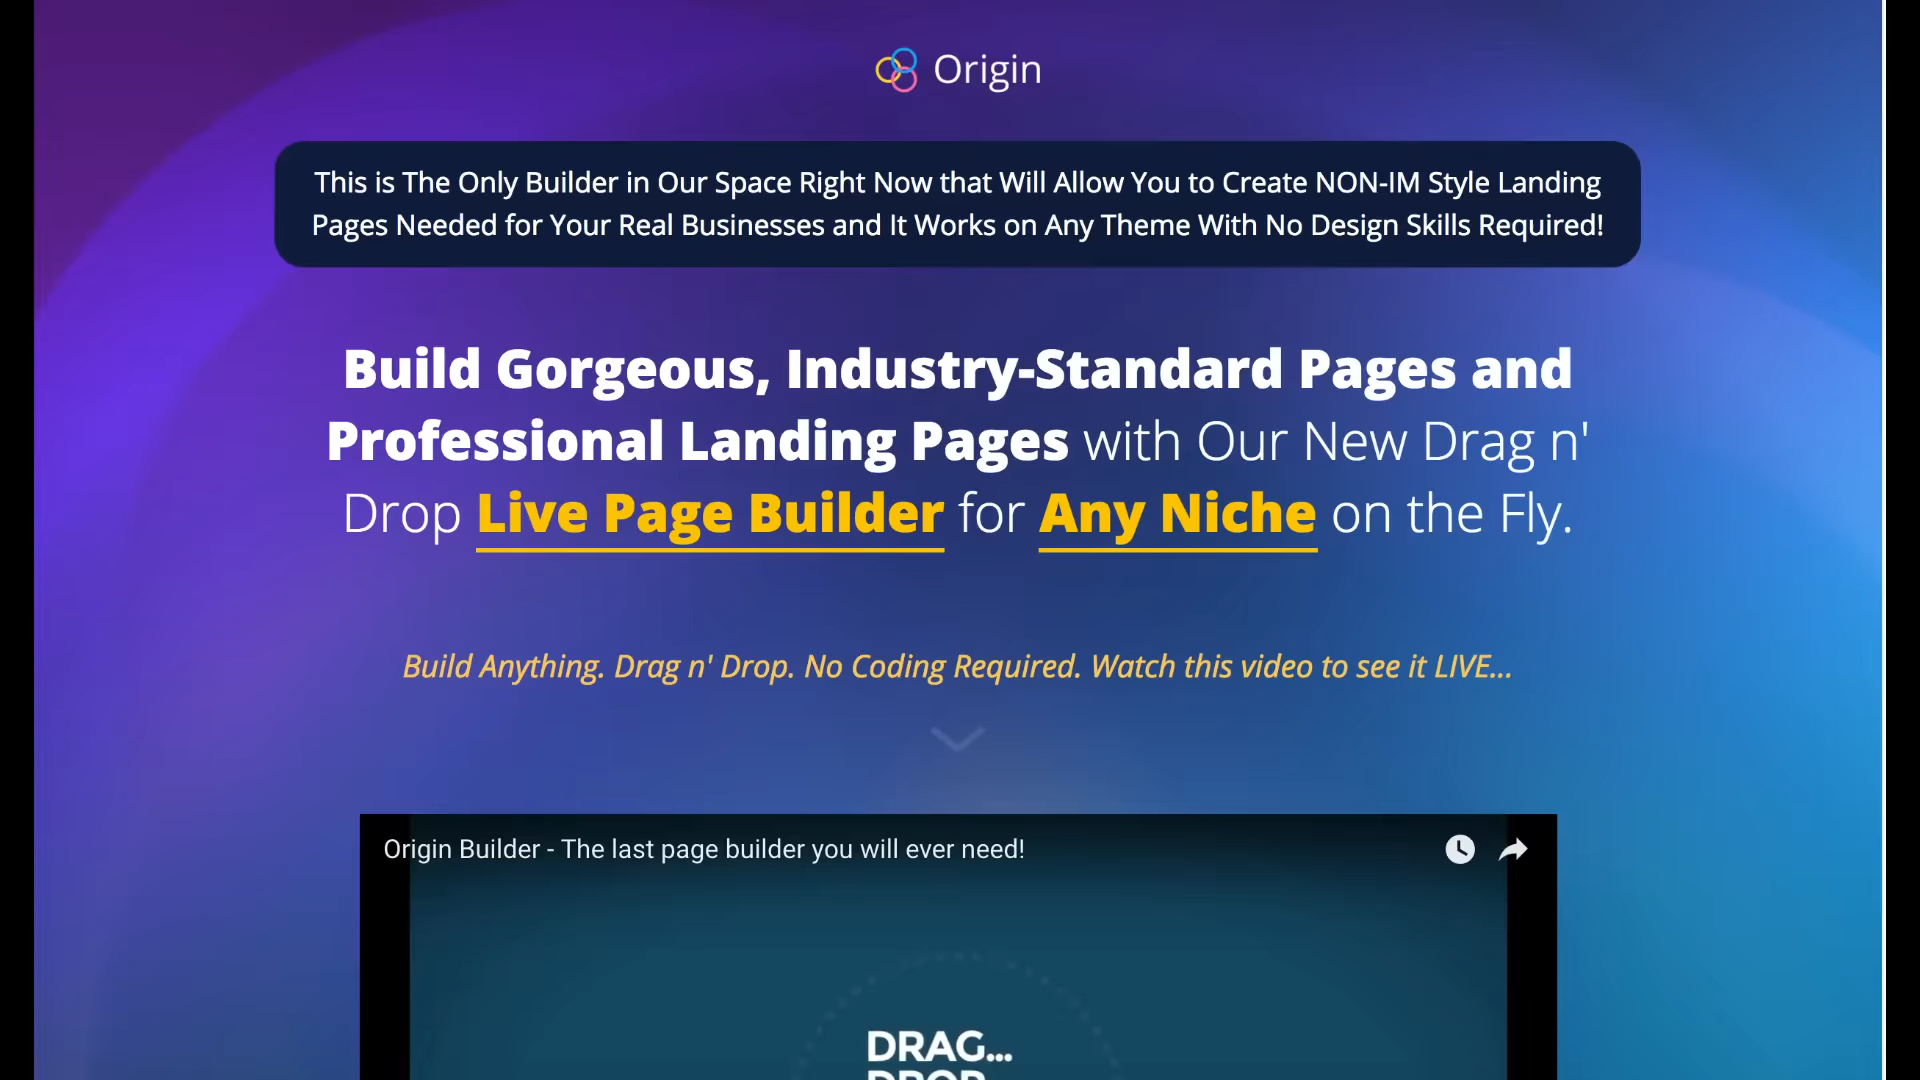 Origin
This is The Only Builder in Our Space Right Now that Will Allow You to Create NON-IM Style Landing
Pages Needed for Your Real Businesses and It Works on Any Theme With No Design Skills Required!
Build Gorgeous, Industry-Standard Pages and
Professional Landing Pages with Our New Drag n'
Drop Live Page Builder for Any Niche on the Fly.
Build Anything. Drag n' Drop. No Coding Required. Watch this video to see it LIVE...
Origin Builder - The last page builder you will ever need!
DRAG...
DROP